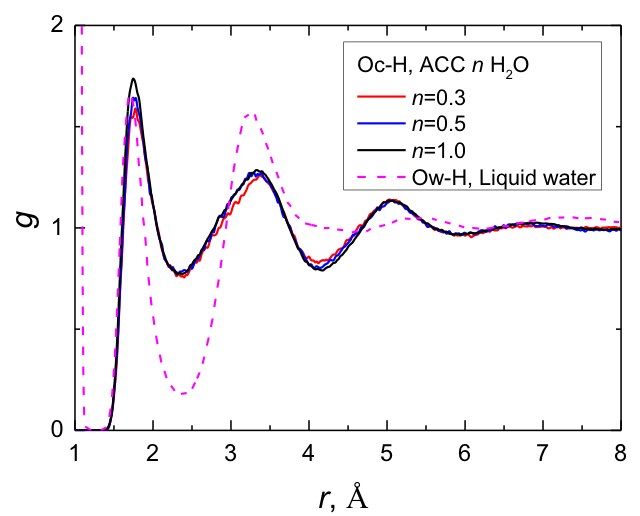 2
1
0
g
Oc-H, ACC n H₂O
n=0.3
n=0.5
n=1.0
Ow-H, Liquid water
1 2 3 4 5 6 7 8
r, Å